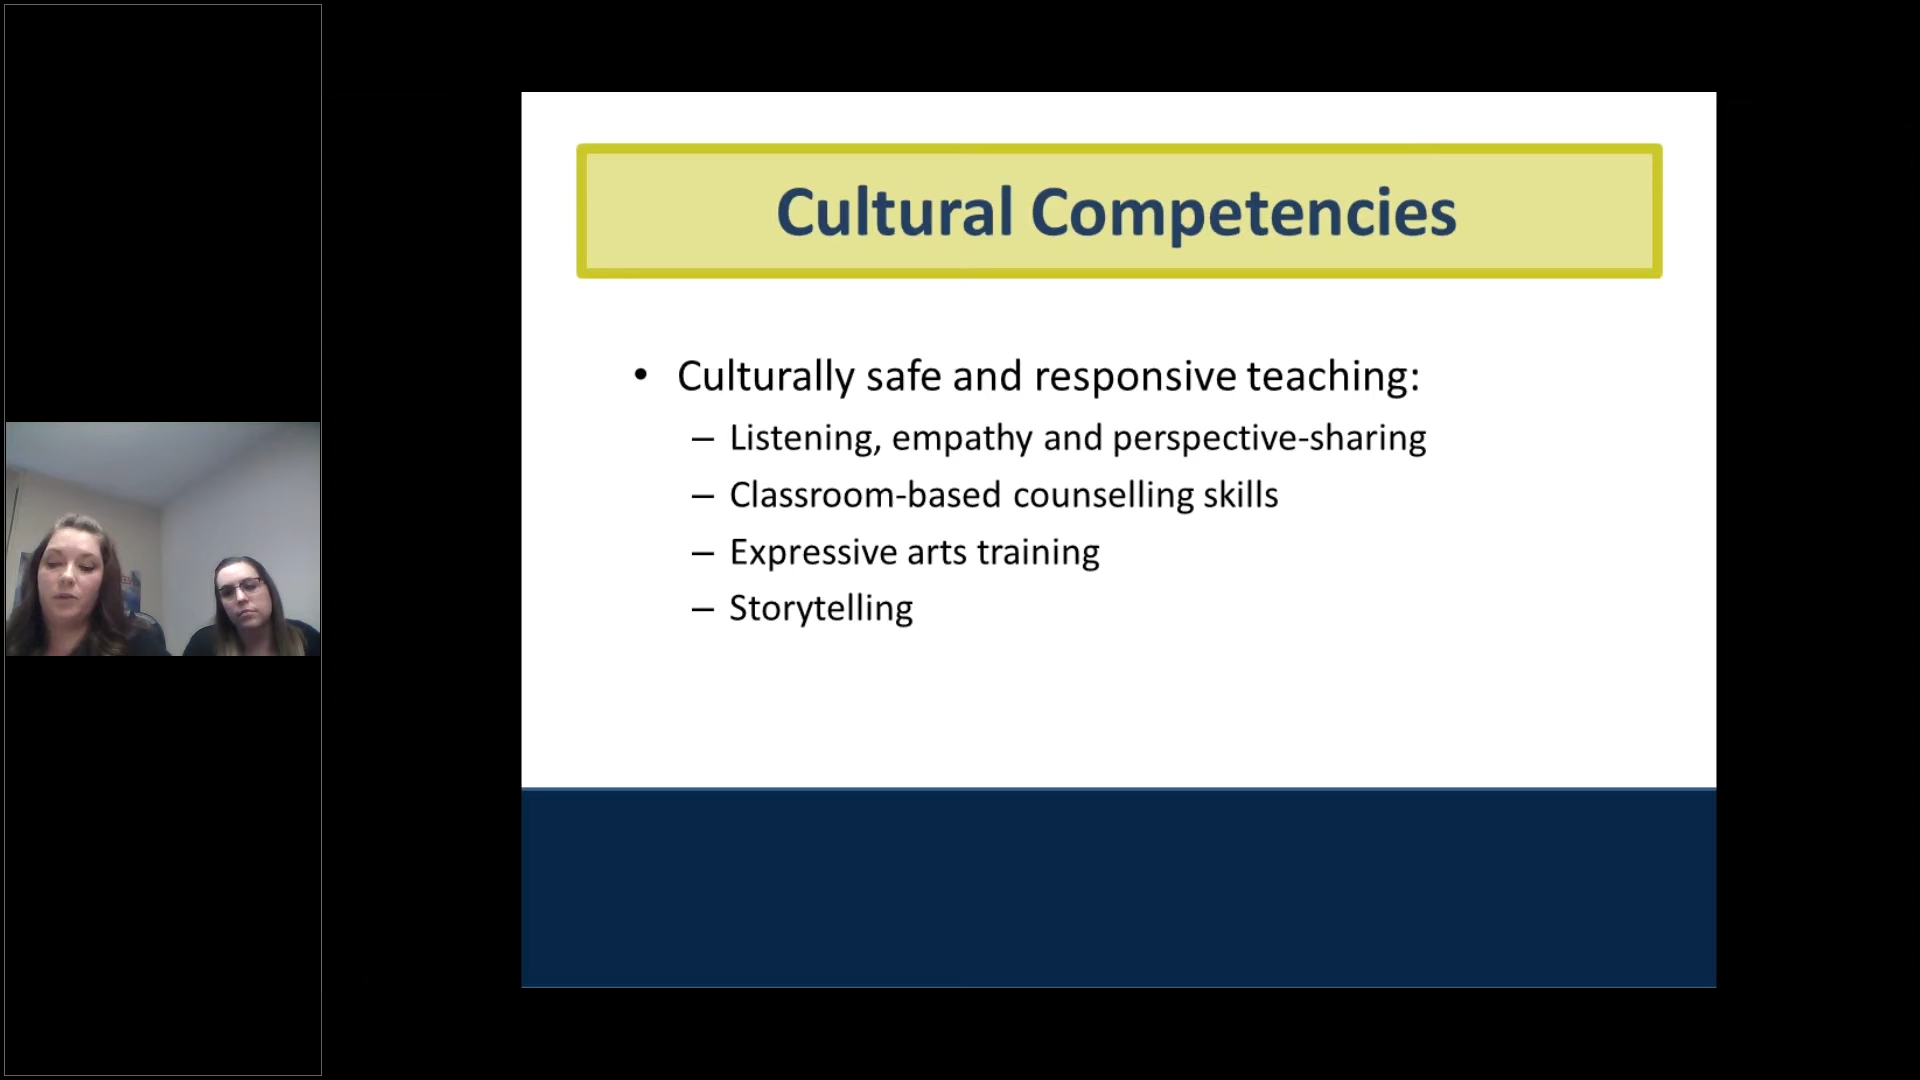 Cultural Competencies
• Culturally safe and responsive teaching:
– Listening, empathy and perspective-sharing
– Classroom-based counselling skills
– Expressive arts training
– Storytelling